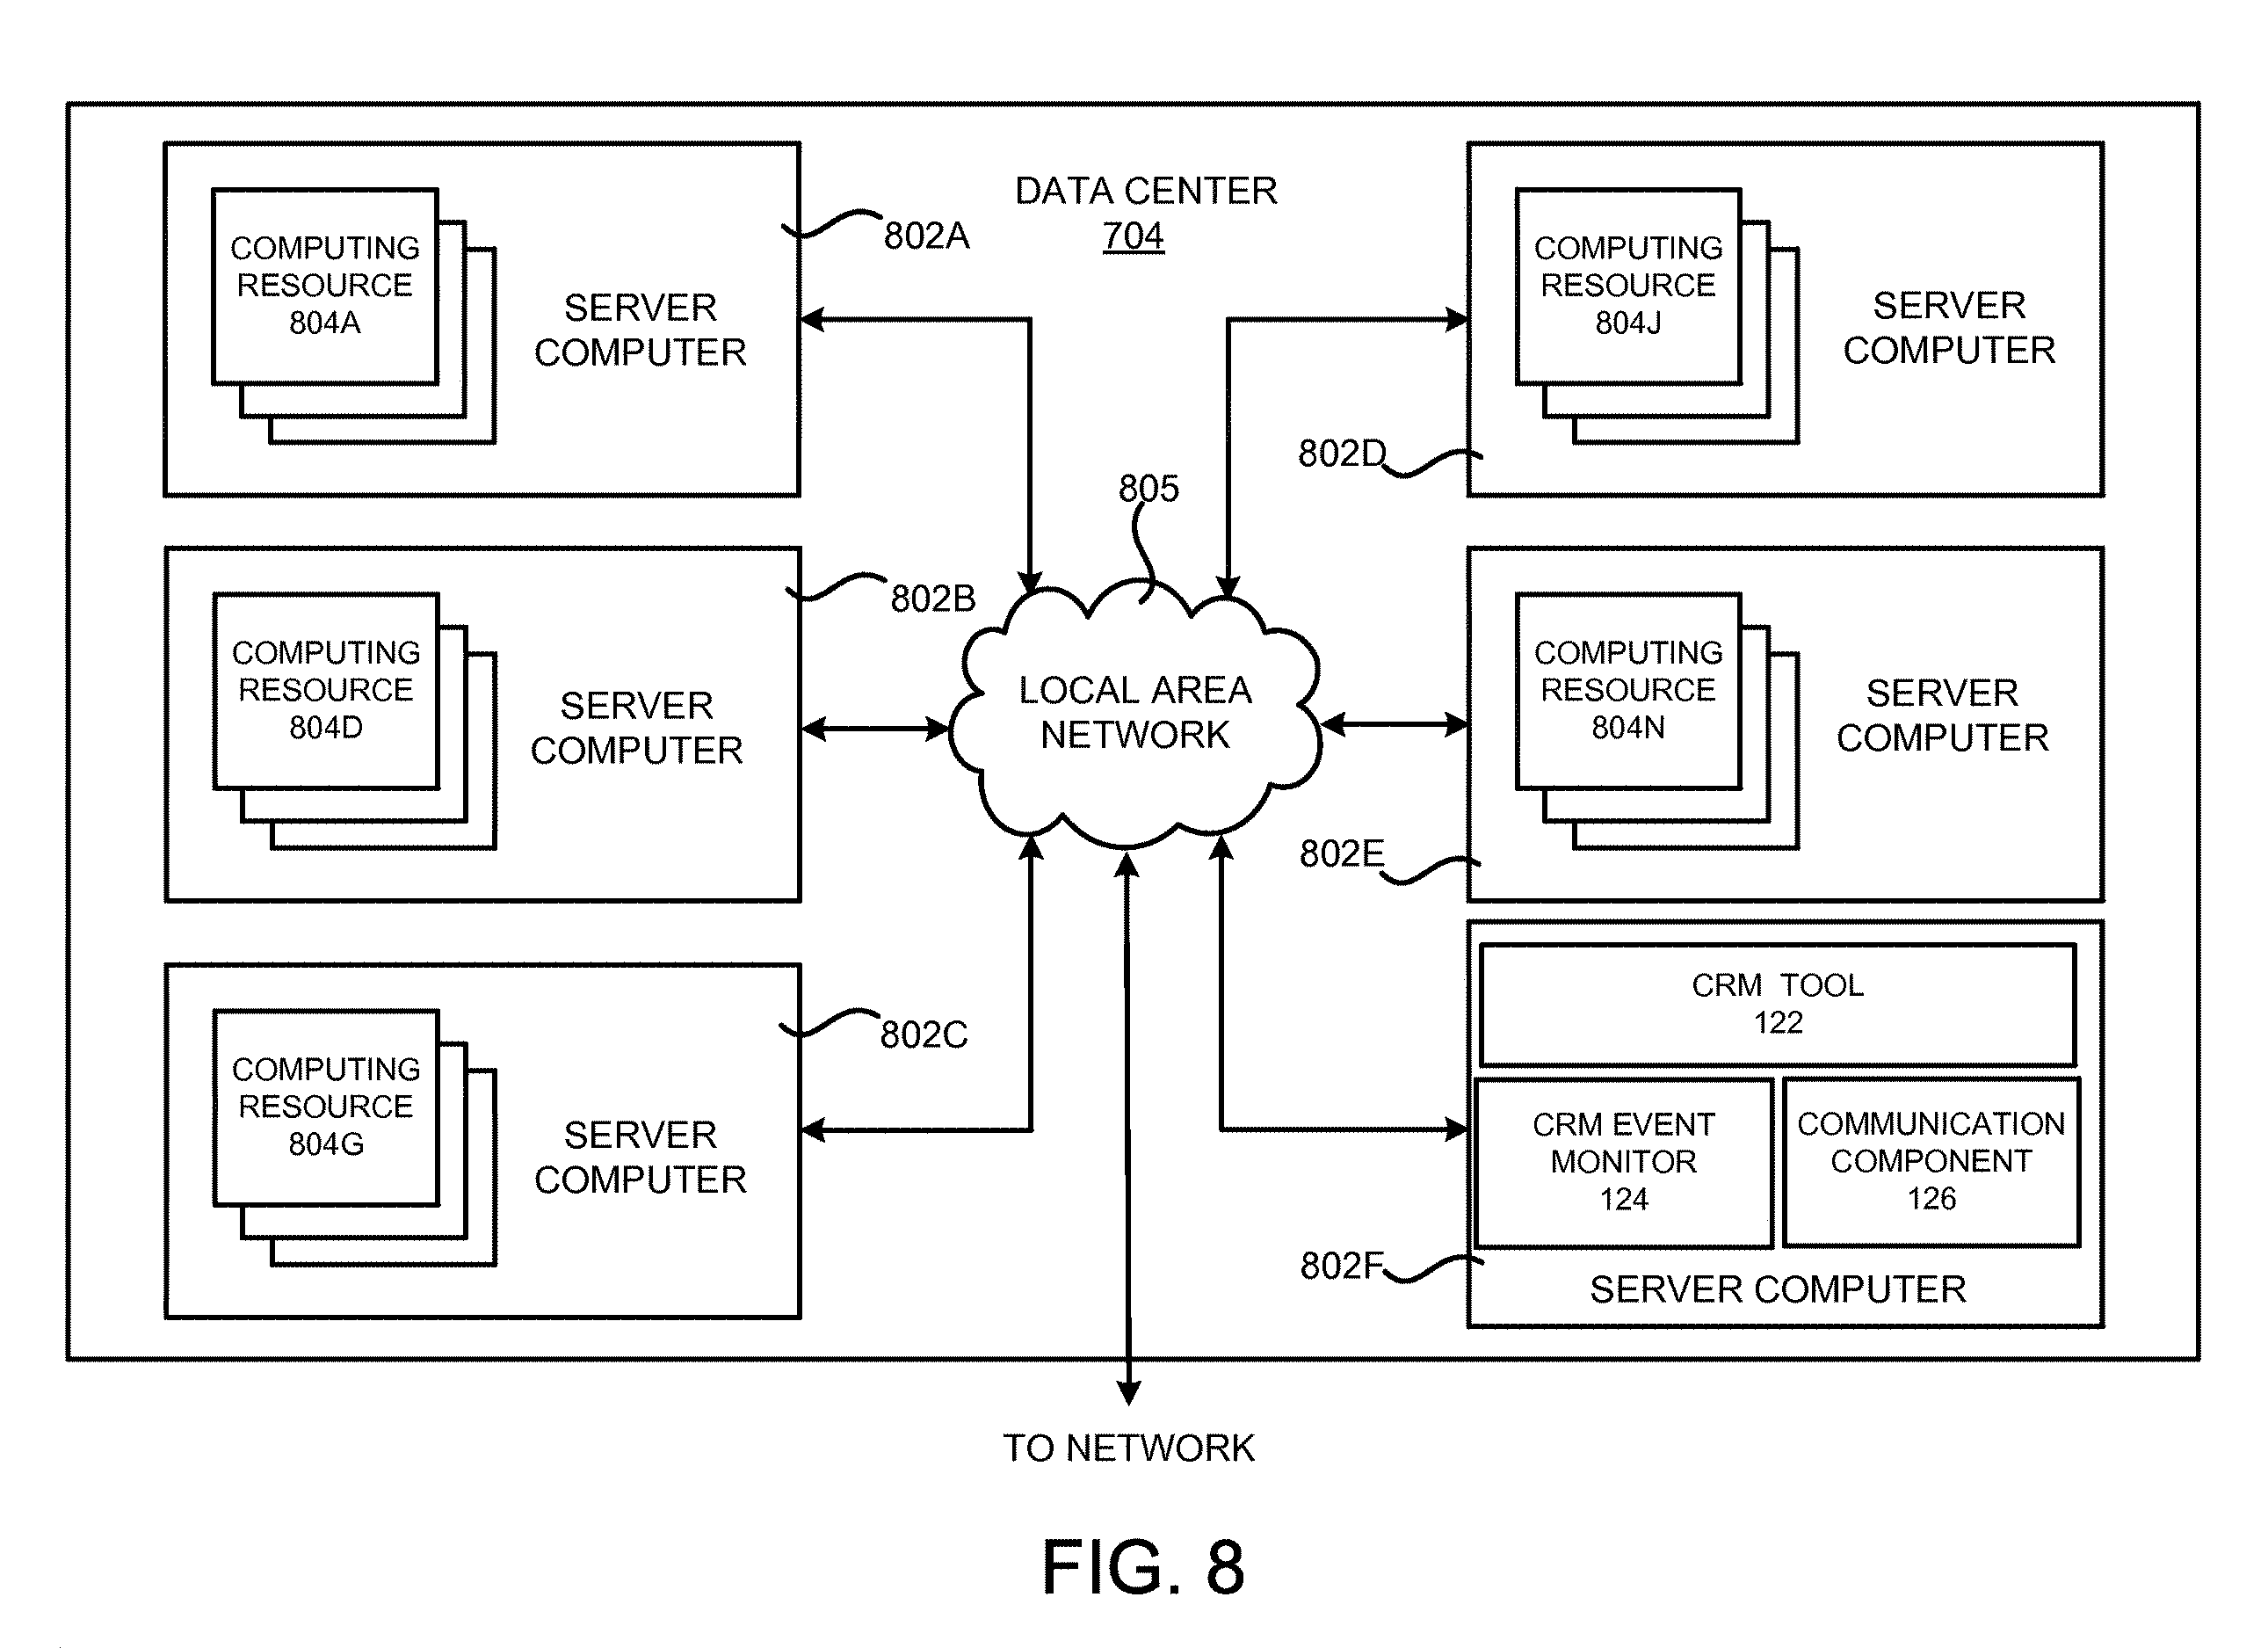 DATA CENTER
704
COMPUTING
RESOURCE
804A
SERVER
COMPUTER
802A
COMPUTING
RESOURCE
804D
SERVER
COMPUTER
802B
COMPUTING
RESOURCE
804G
SERVER
COMPUTER
802C
805
LOCAL AREA
NETWORK
COMPUTING
RESOURCE
804J
SERVER
COMPUTER
802D
COMPUTING
RESOURCE
804N
SERVER
COMPUTER
802E
CRM TOOL
122
CRM EVENT
MONITOR
124
COMMUNICATION
COMPONENT
126
802F
SERVER COMPUTER
TO NETWORK
FIG. 8